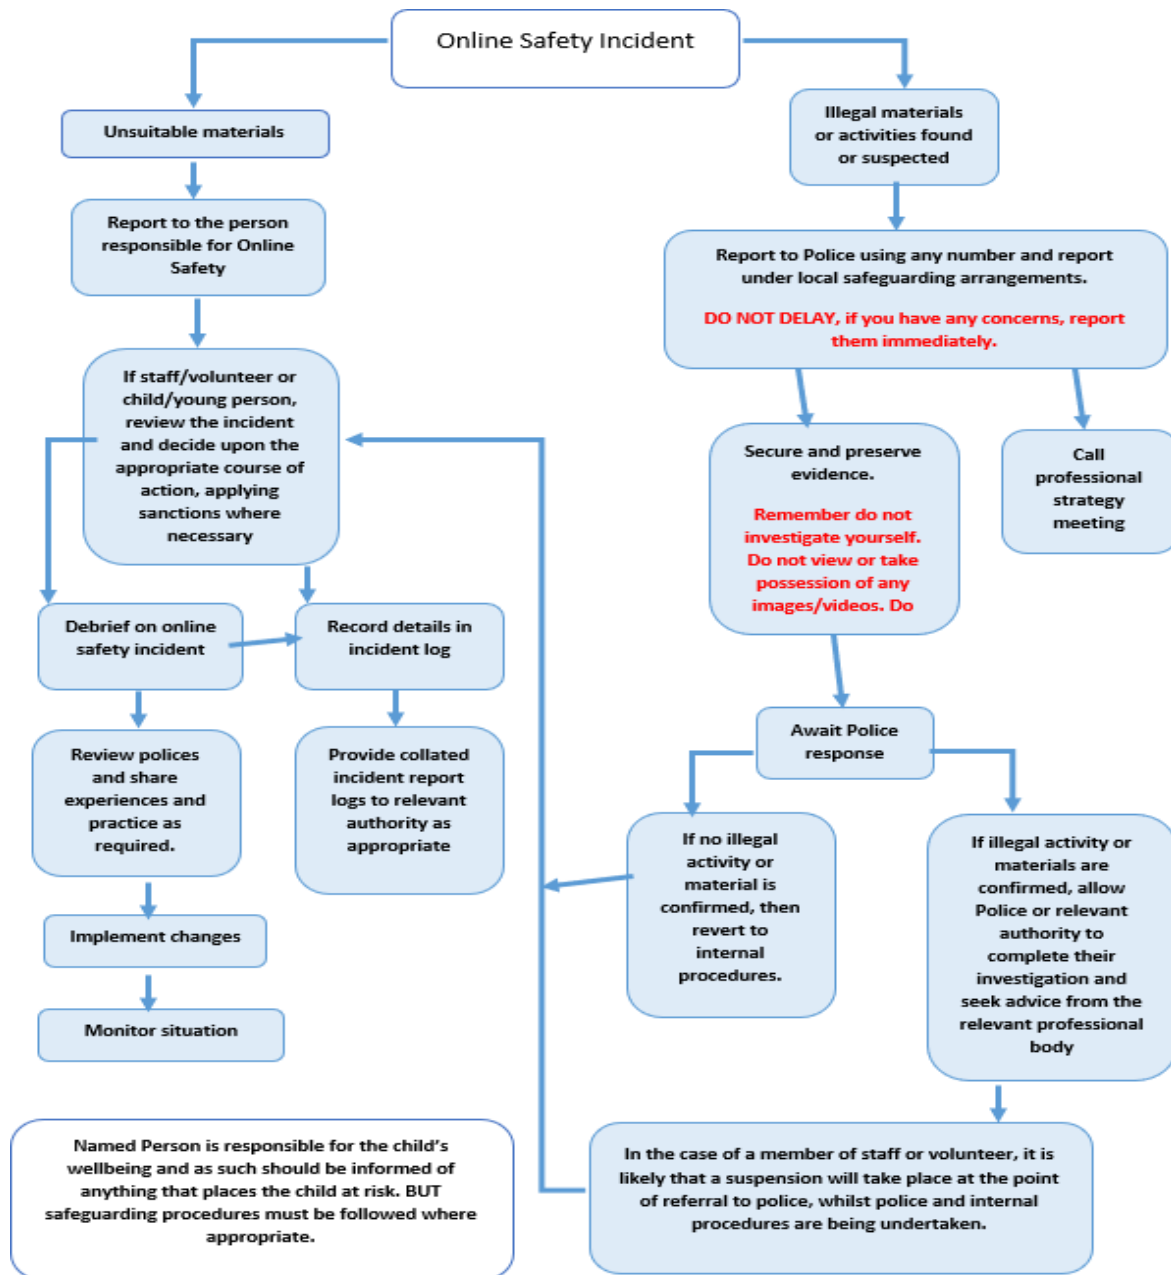 Online Safety Incident
Unsuitable materials
Illegal materials
or activities found
or suspected
Report to the person
responsible for Online
Safety
Report to Police using any number and report
under local safeguarding arrangements.
DO NOT DELAY, if you have any concerns, report
them immediately.
If staff/volunteer or
child/young person,
review the incident
and decide upon the
appropriate course of
action, applying
sanctions where
necessary
Secure and preserve
evidence.
Remember do not
investigate yourself.
Do not view or take
possession of any
images/videos. Do
Call
professional
strategy
meeting
Debrief on online
safety incident
Record details in
incident log
Review polices
and share
experiences and
practice as
required.
Provide collated
incident report
logs to relevant
authority as
appropriate
Await Police
response
If no illegal
activity or
material is
confirmed, then
revert to
internal
procedures.
If illegal activity or
materials are
confirmed, allow
Police or relevant
authority to
complete their
investigation and
seek advice from the
relevant professional
body
Implement changes
Monitor situation
Named Person is responsible for the child's
wellbeing and as such should be informed of
anything that places the child at risk. BUT
safeguarding procedures must be followed where
appropriate.
In the case of a member of staff or volunteer, it is
likely that a suspension will take place at the point
of referral to police, whilst police and internal
procedures are being undertaken.